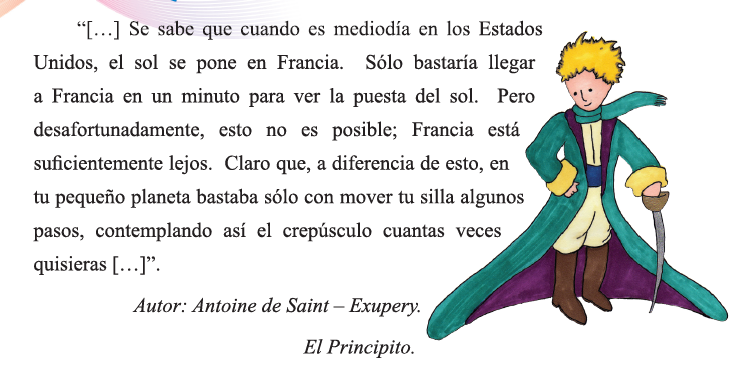 “[…] Se sabe que cuando es mediodía en los Estados
Unidos, el sol se pone en Francia. Sólo bastaría llegar
a Francia en un minuto para ver la puesta del sol. Pero
desafortunadamente, esto no es posible; Francia está
suficientemente lejos. Claro que, a diferencia de esto, en
tu pequeño planeta bastaba sólo con mover tu silla algunos
pasos, contemplando así el crepúsculo cuantas veces
quisieras […]”.
Autor: Antoine de Saint – Exupery.
El Principito.